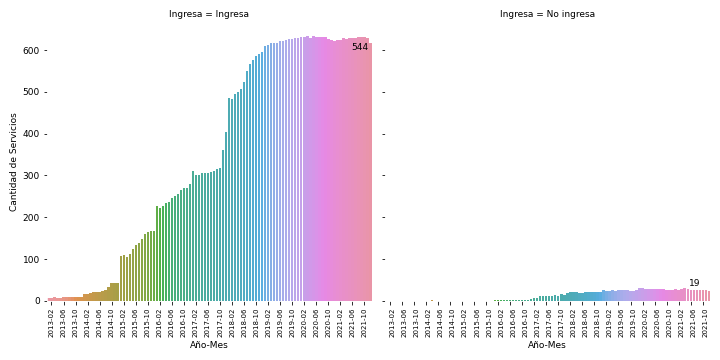 Ingresa = Ingresa
Ingresa = No ingresa
Cantidad de Servicios
600
500
400
300
200
100
0
544
19
2013-02 2013-06 2013-10 2014-02 2014-06 2014-10 2015-02 2015-06 2015-10 2016-02 2016-06 2016-10 2017-02 2017-06 2017-10 2018-02 2018-06 2018-10 2019-02 2019-06 2019-10 2020-02 2020-06 2020-10 2021-02 2021-06 2021-10
2013-02 2013-06 2013-10 2014-02 2014-06 2014-10 2015-02 2015-06 2015-10 2016-02 2016-06 2016-10 2017-02 2017-06 2017-10 2018-02 2018-06 2018-10 2019-02 2019-06 2019-10 2020-02 2020-06 2020-10 2021-02 2021-06 2021-10
Año-Mes
Año-Mes